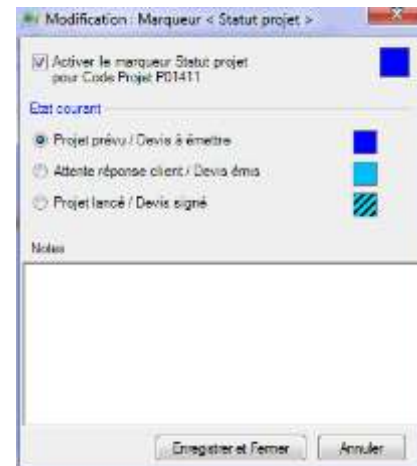 Modification : Marqueur < Statut projet >
Activer le marqueur Statut projet
pour Code Projet P01411
Etat courant
Projet prévu / Devis à émettre
Attente réponse client / Devis émis
Projet lancé / Devis signé
Notes
Enregistrer et Fermer
Annuler